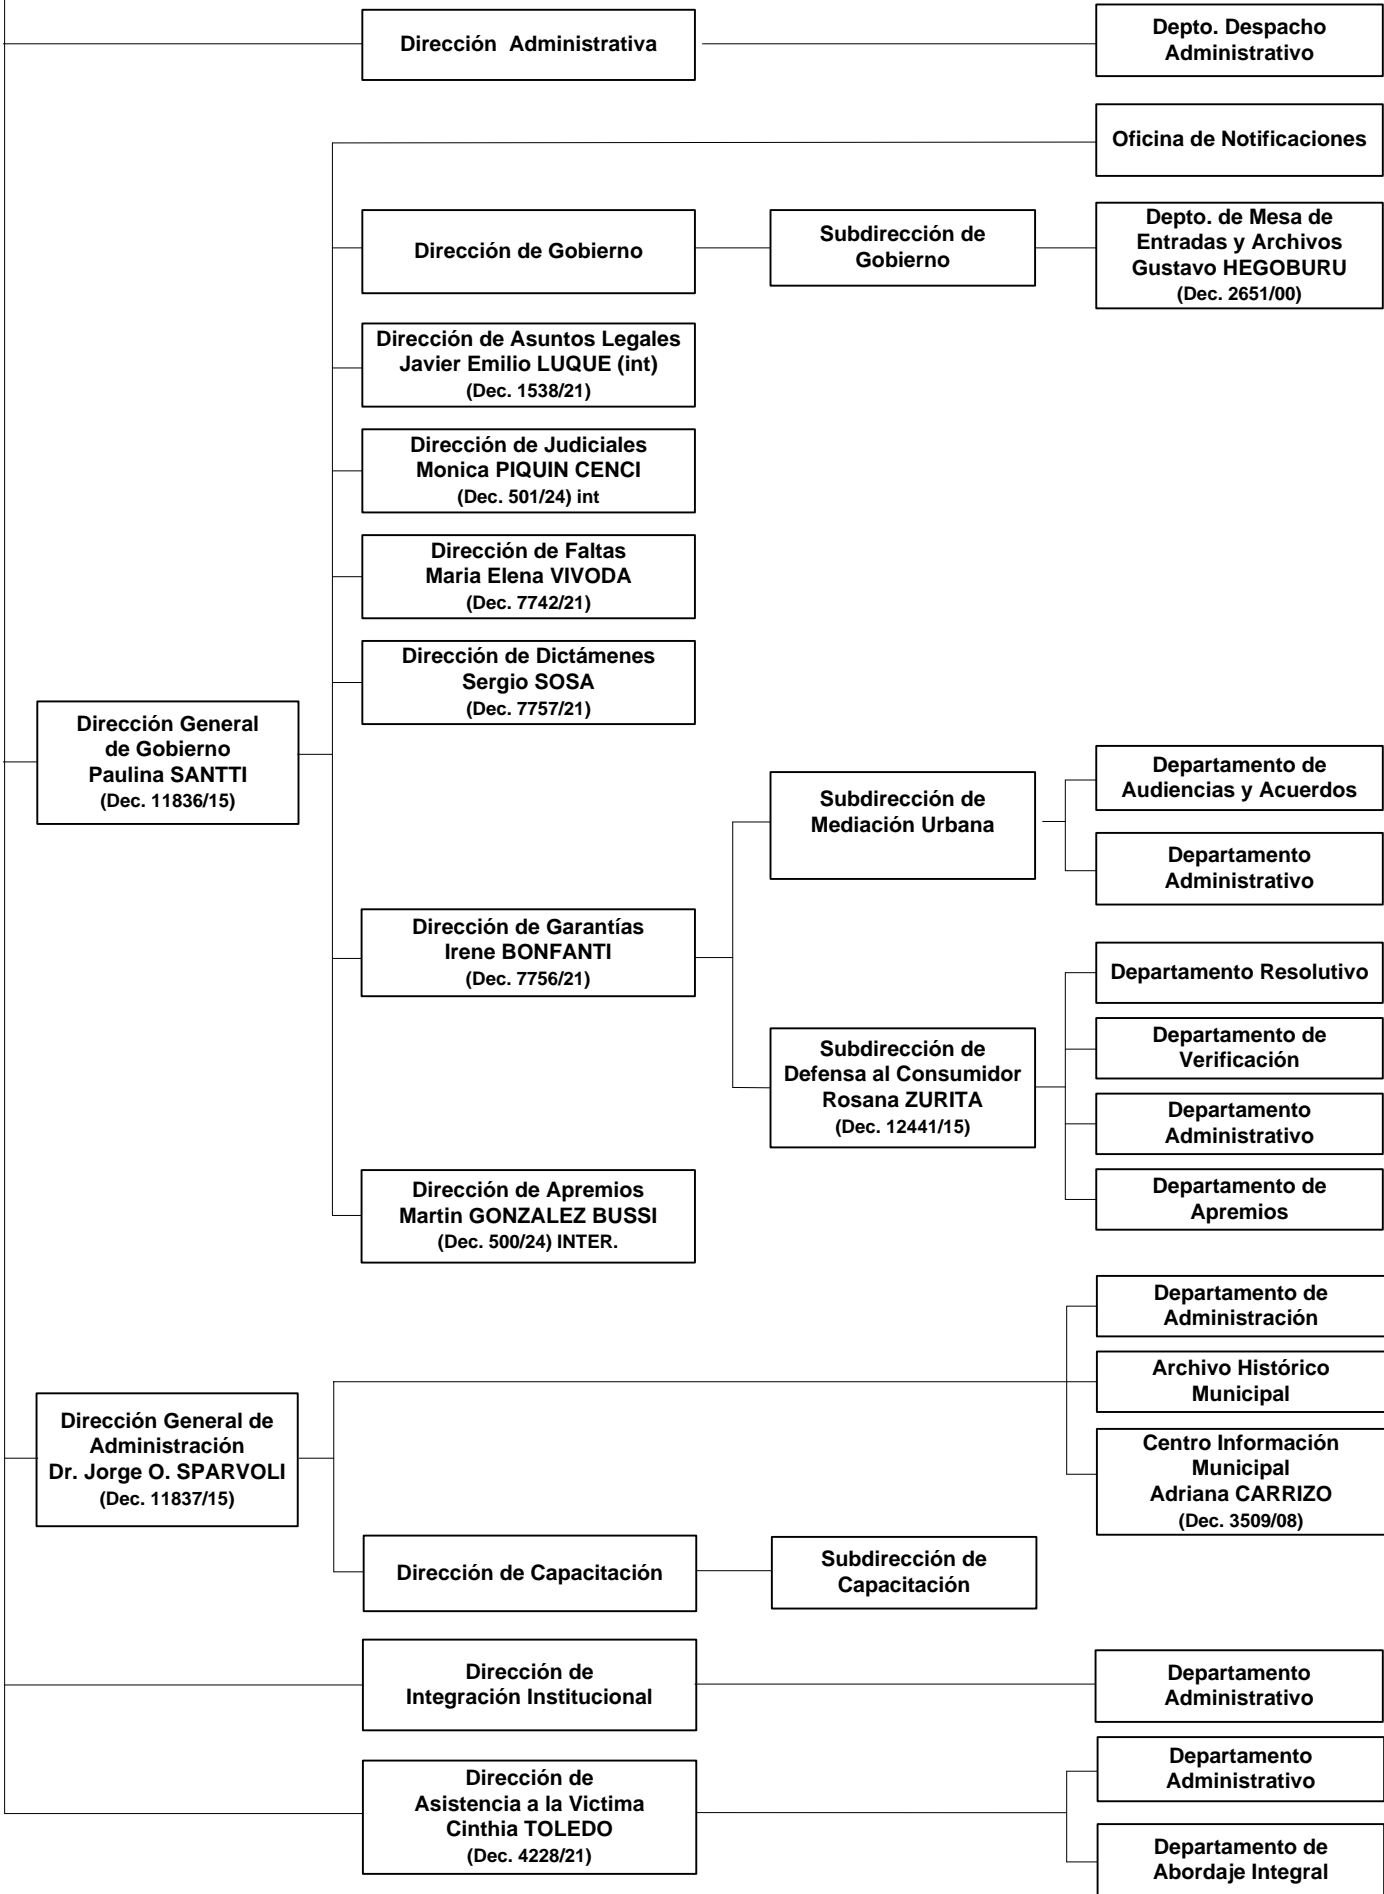 Dirección  Administrativa
Depto. Despacho
Administrativo
Oficina de Notificaciones
Dirección de Gobierno
Subdirección de
Gobierno
Depto. de Mesa de
Entradas y Archivos
Gustavo HEGOBURU
(Dec. 2651/00)
Dirección de Asuntos Legales
Javier Emilio LUQUE (int)
(Dec. 1538/21)
Dirección de Judiciales
Monica PIQUIN CENCI
(Dec. 501/24) int
Dirección de Faltas
Maria Elena VIVODA
(Dec. 7742/21)
Dirección de Dictámenes
Sergio SOSA
(Dec. 7757/21)
Dirección General
de Gobierno
Paulina SANTTI
(Dec. 11836/15)
Subdirección de
Mediación Urbana
Departamento de
Audiencias y Acuerdos
Departamento
Administrativo
Dirección de Garantías
Irene BONFANTI
(Dec. 7756/21)
Departamento Resolutivo
Subdirección de
Defensa al Consumidor
Rosana ZURITA
(Dec. 12441/15)
Departamento de
Verificación
Departamento
Administrativo
Departamento de
Apremios
Dirección de Apremios
Martin GONZALEZ BUSSI
(Dec. 500/24) INTER.
Departamento de
Administración
Archivo Histórico
Municipal
Dirección General de
Administración
Dr. Jorge O. SPARVOLI
(Dec. 11837/15)
Centro Información
Municipal
Adriana CARRIZO
(Dec. 3509/08)
Dirección de Capacitación
Subdirección de
Capacitación
Dirección de
Integración Institucional
Departamento
Administrativo
Dirección de
Asistencia a la Victima
Cinthia TOLEDO
(Dec. 4228/21)
Departamento
Administrativo
Departamento de
Abordaje Integral